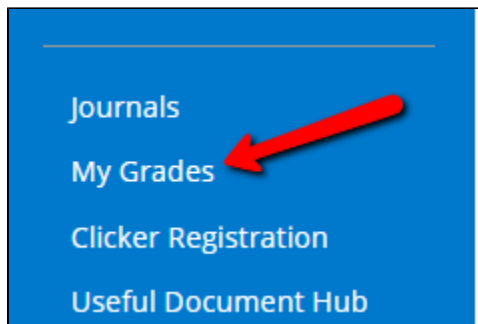 Journals
My Grades
Clicker Registration
Useful Document Hub